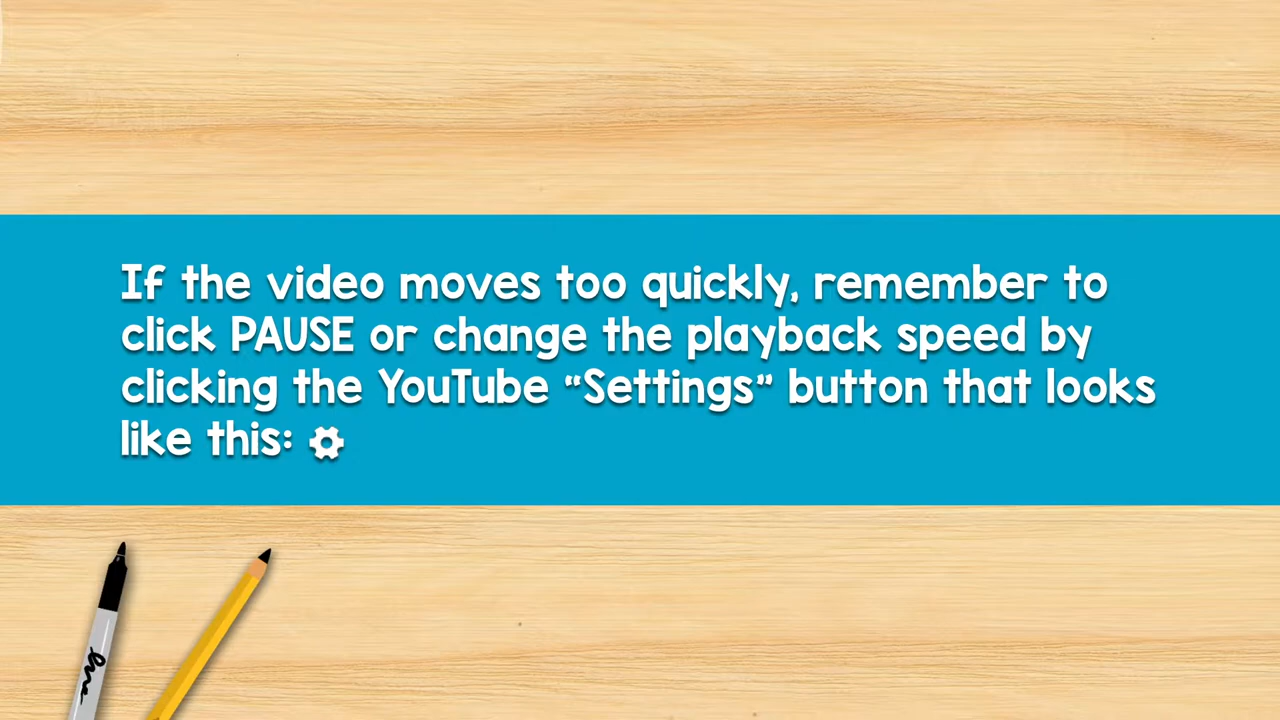 If the video moves too quickly, remember to
click PAUSE or change the playback speed by
clicking the YouTube “Settings” button that looks
like this: